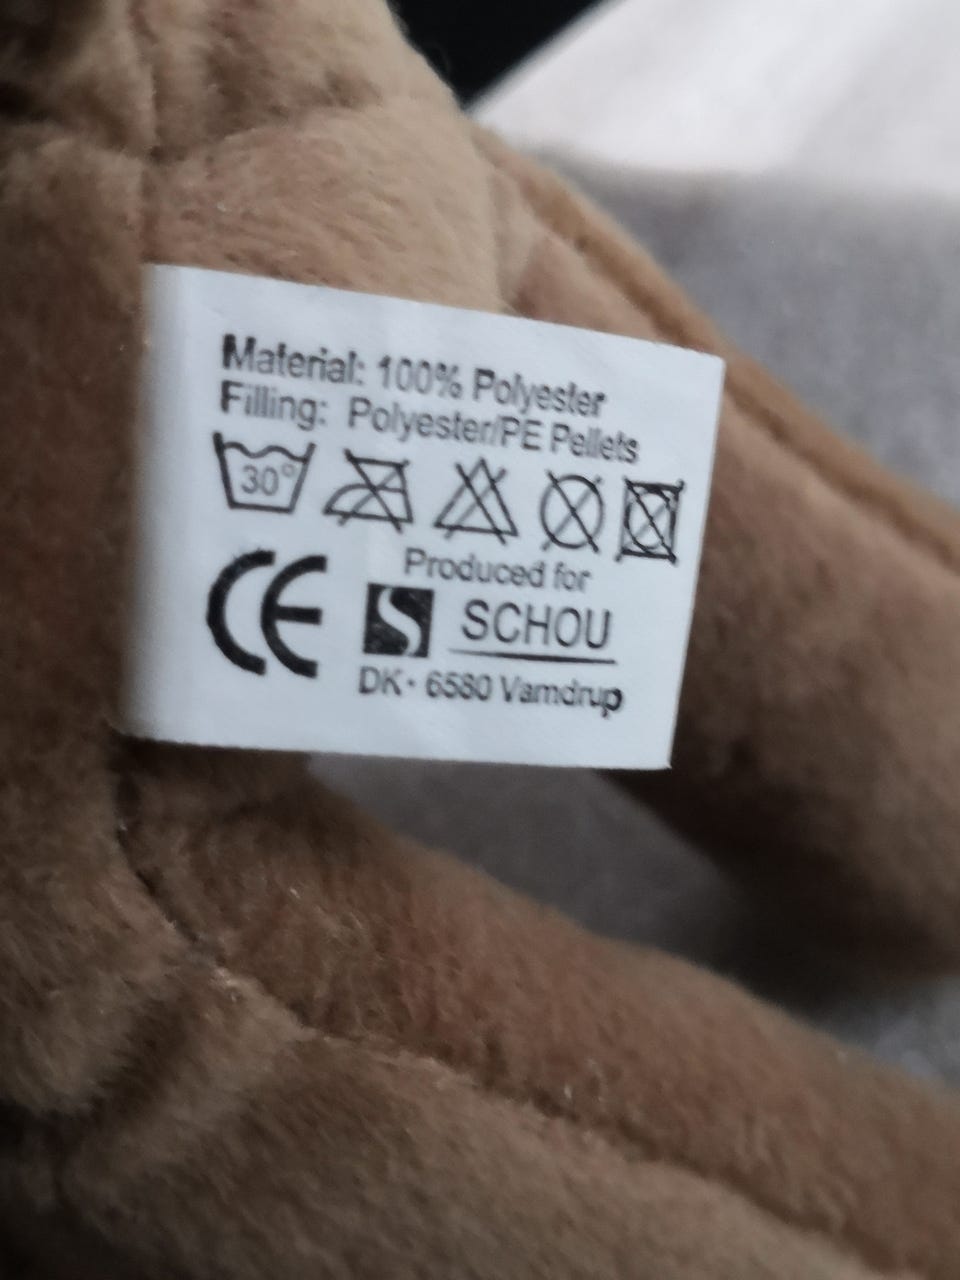 Material: 100% Polyester
Filling: Polyester/PE Pellets
30°
CE
Produced for
S SCHOU
DK· 6580 Vamdrup